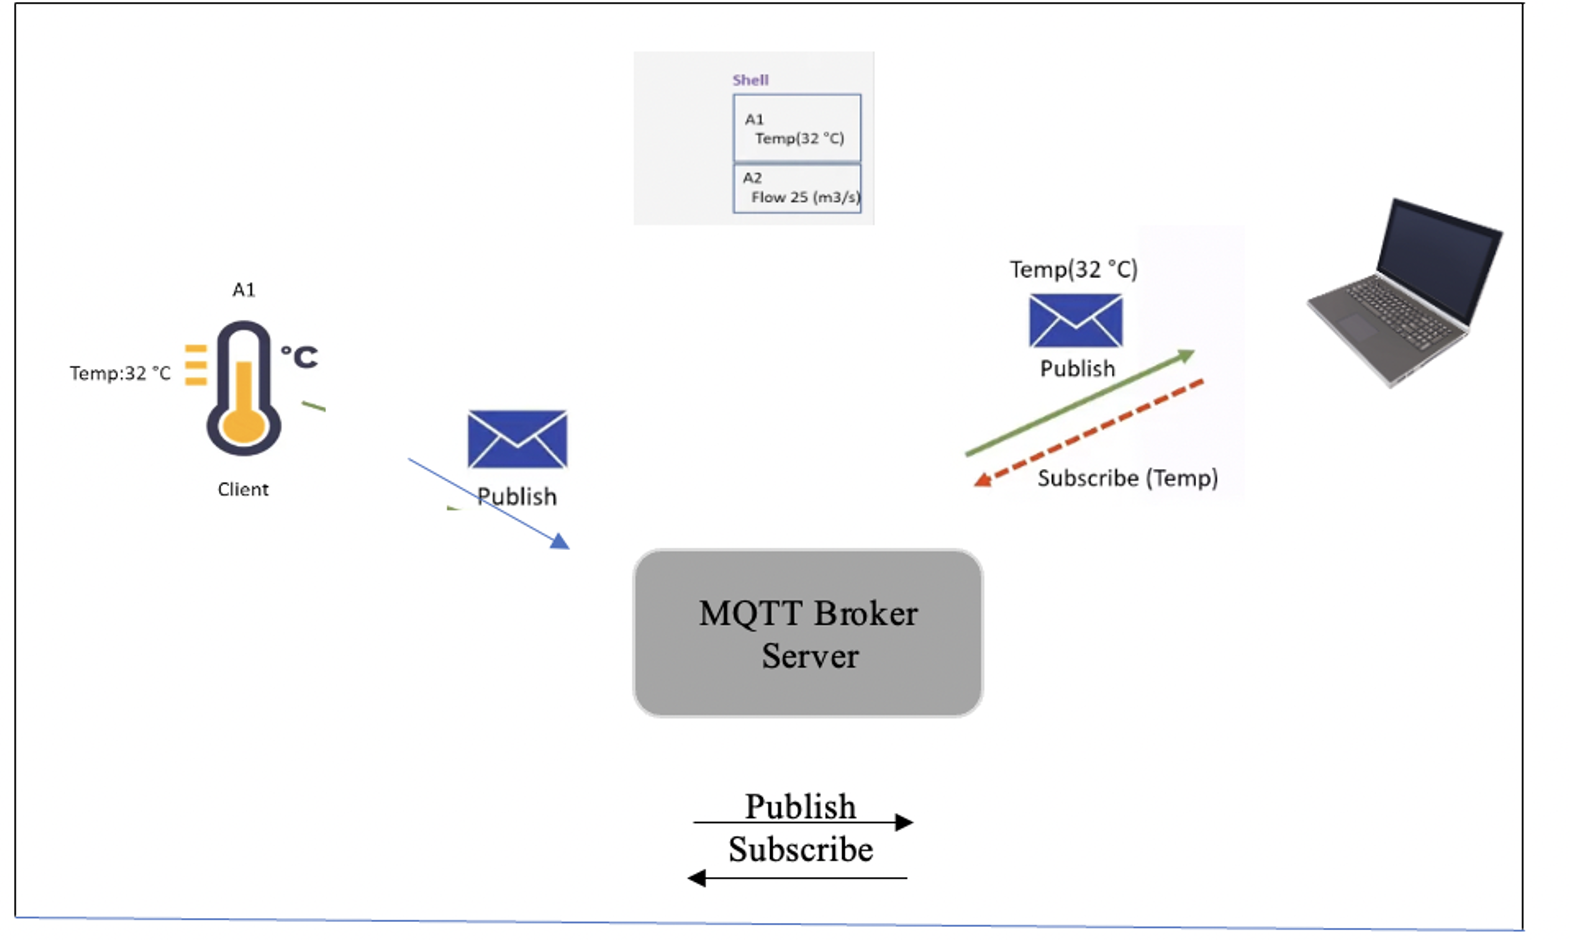 Shell
A1
Temp(32 °C)
A2
Flow 25 (m3/s)
A1
°C
Temp:32 °C
Client
Publish
Temp(32 °C)
Publish
Subscribe (Temp)
MQTT Broker
Server
Publish
Subscribe